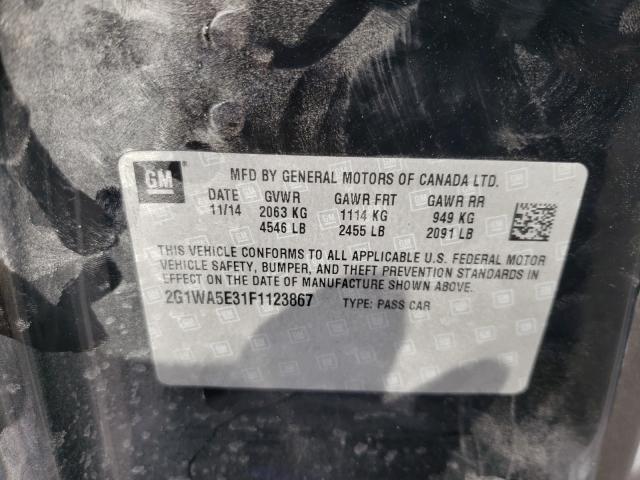 GM MFD BY GENERAL MOTORS OF CANADA LTD.
DATE GVWR GAWR FRT GAWR RR
11/14 2063 KG 1114 KG 949 KG
4546 LB 2455 LB 2091 LB
THIS VEHICLE CONFORMS TO ALL APPLICABLE U.S. FEDERAL MOTOR
VEHICLE SAFETY, BUMPER, AND THEFT PREVENTION STANDARDS IN
EFFECT ON THE DATE OF MANUFACTURE SHOWN ABOVE.
2G1WA5E31F1123867 TYPE: PASS CAR